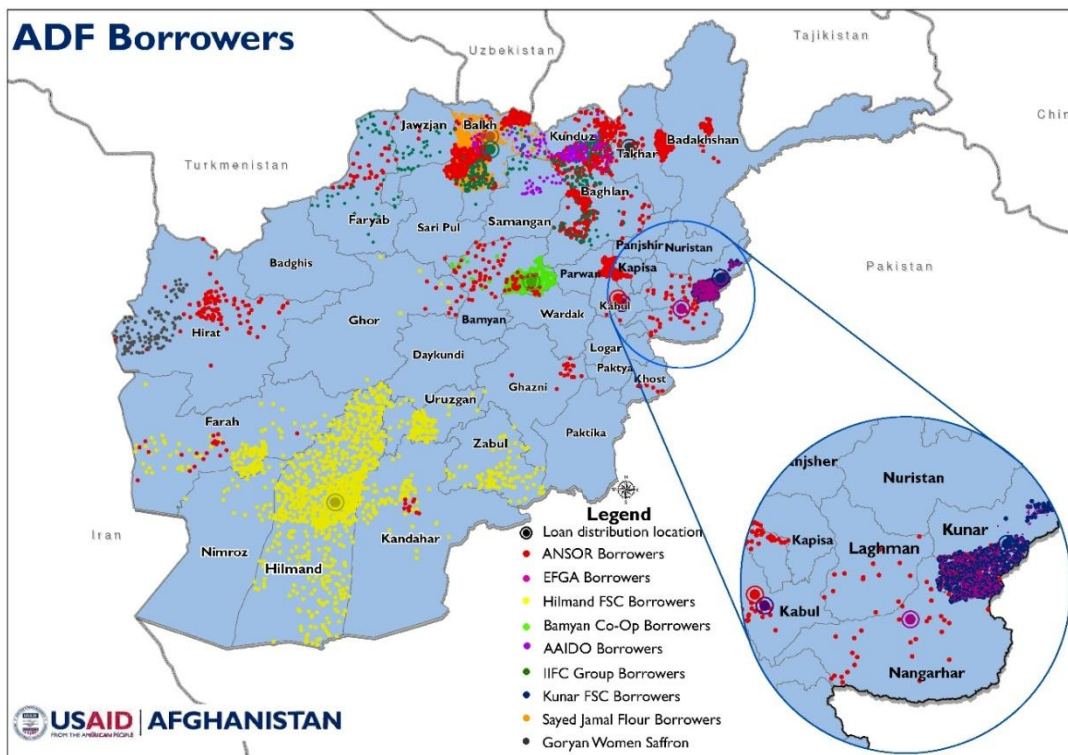 ADF Borrowers
Uzbekistan
Tajikistan
Chin
Turkmenistan
Jawzjan
Balkh
Kunduz
Takhar
Badakhshan
Baghlan
Faryab
Sari Pul
Samangan
Badghis
Panjshir
Nuristan
Parwan
Kapisa
Pakistan
Hirat
Ghor
Bamyan
Wardak
Kabul
Daykundi
Logar
Paktya
Khost
Ghazni
Uruzgan
Farah
Zabul
Paktika
Iran
Nimroz
Hilmand
Kandahar
Legend
Loan distribution location
ANSOR Borrowers
EFGA Borrowers
Hilmand FSC Borrowers
Bamyan Co-Op Borrowers
AAIDO Borrowers
IIFC Group Borrowers
Kunar FSC Borrowers
Sayed Jamal Flour Borrowers
Goryan Women Saffron
anjsher
Nuristan
Kapisa
Laghman
Kunar
Kabul
Nangarhar
USAID AFGHANISTAN
FROM THE AMERICAN PEOPLE